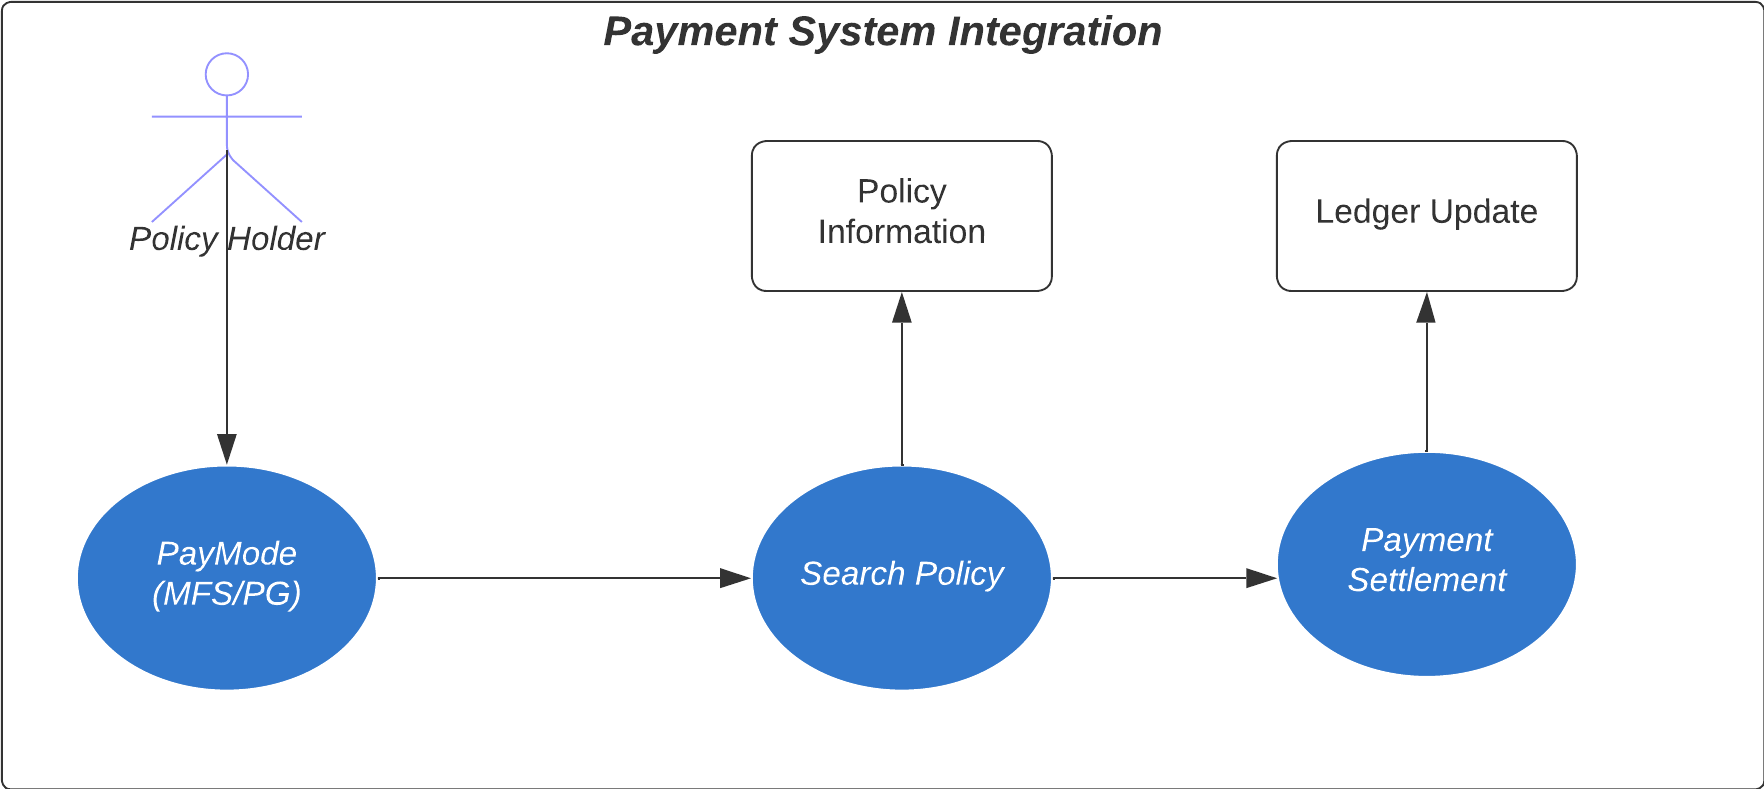 Payment System Integration
Policy Holder
Policy
Information
Ledger Update
PayMode
(MFS/PG)
Search Policy
Payment
Settlement